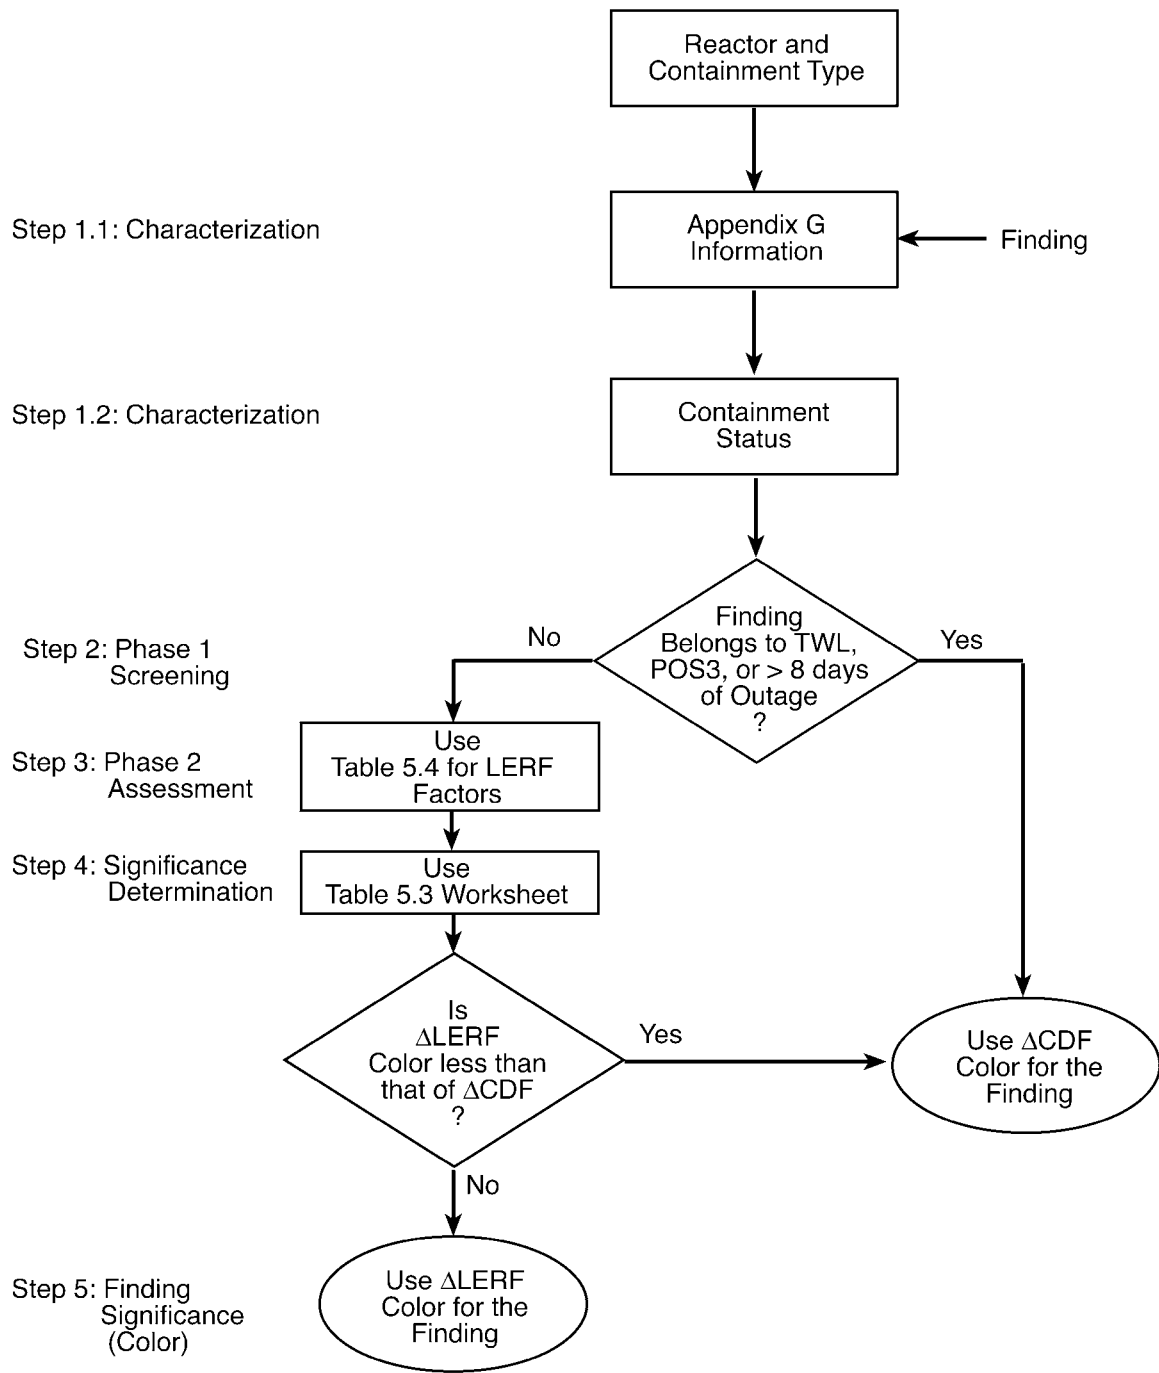 Reactor and
Containment Type
Step 1.1: Characterization
Appendix G
Information
Finding
Step 1.2: Characterization
Containment
Status
Step 2: Phase 1
Screening
No
Finding
Belongs to TWL,
POS3, or > 8 days
of Outage
?
Yes
Step 3: Phase 2
Assessment
Use
Table 5.4 for LERF
Factors
Step 4: Significance
Determination
Use
Table 5.3 Worksheet
Is
ΔLERF
Color less than
that of ΔCDF
?
Yes
Use ΔCDF
Color for the
Finding
No
Step 5: Finding
Significance
(Color)
Use ΔLERF
Color for the
Finding